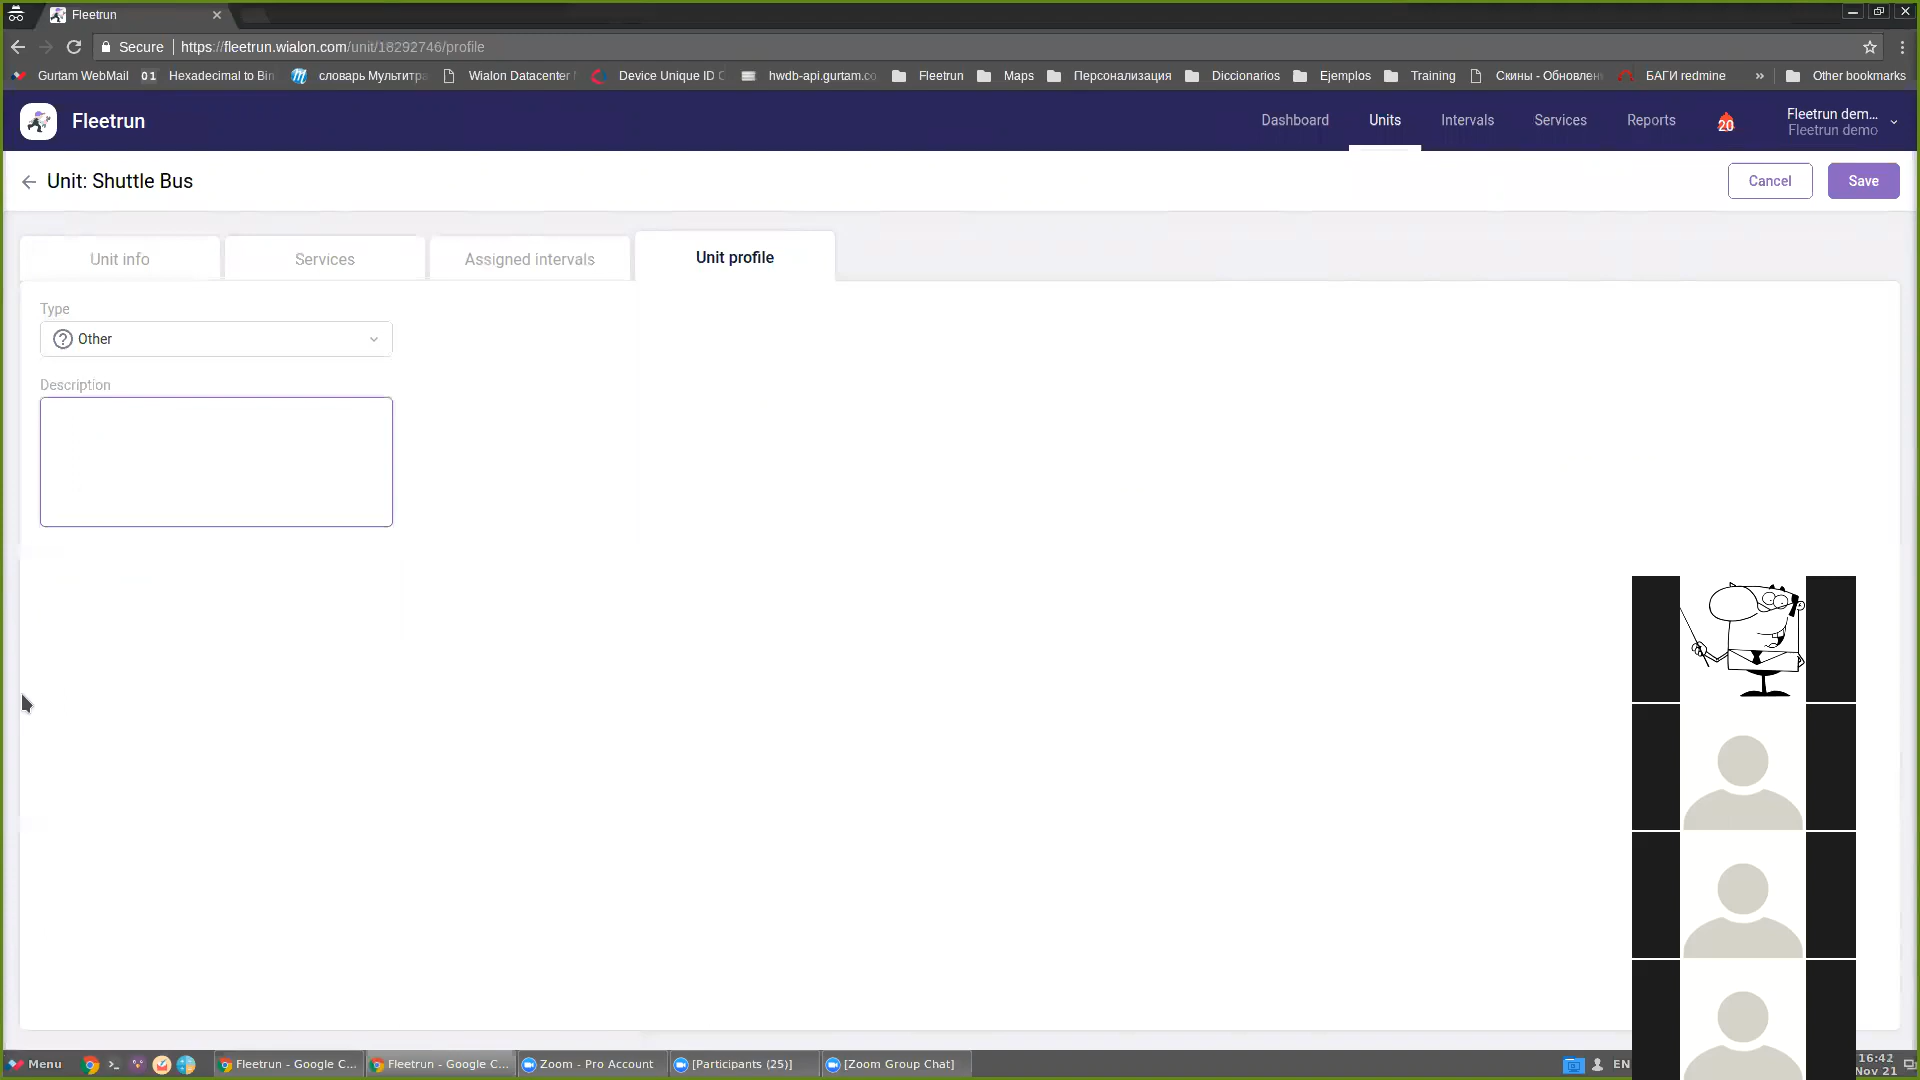 Fleetrun
Secure https://fleetrun.wialon.com/unit/18292746/profile
Gurtam WebMail 01 Hexadecimal to Bin словарь Мультитра Wialon Datacenter Device Unique ID hwdb-api.gurtam.co Fleetrun Maps Персонализация Diccionarios Ejemplos Training Скины - Обновлен БАГИ redmine » Other bookmarks
Fleetrun Dashboard Units Intervals Services Reports 20 Fleetrun dem...
Fleetrun demo
Unit: Shuttle Bus Cancel Save
Unit info Services Assigned intervals Unit profile
Type
Other
Description
Menu Fleetrun - Google C... Fleetrun - Google C... Zoom - Pro Account [Participants (25)] [Zoom Group Chat] EN 16:42
Nov 21